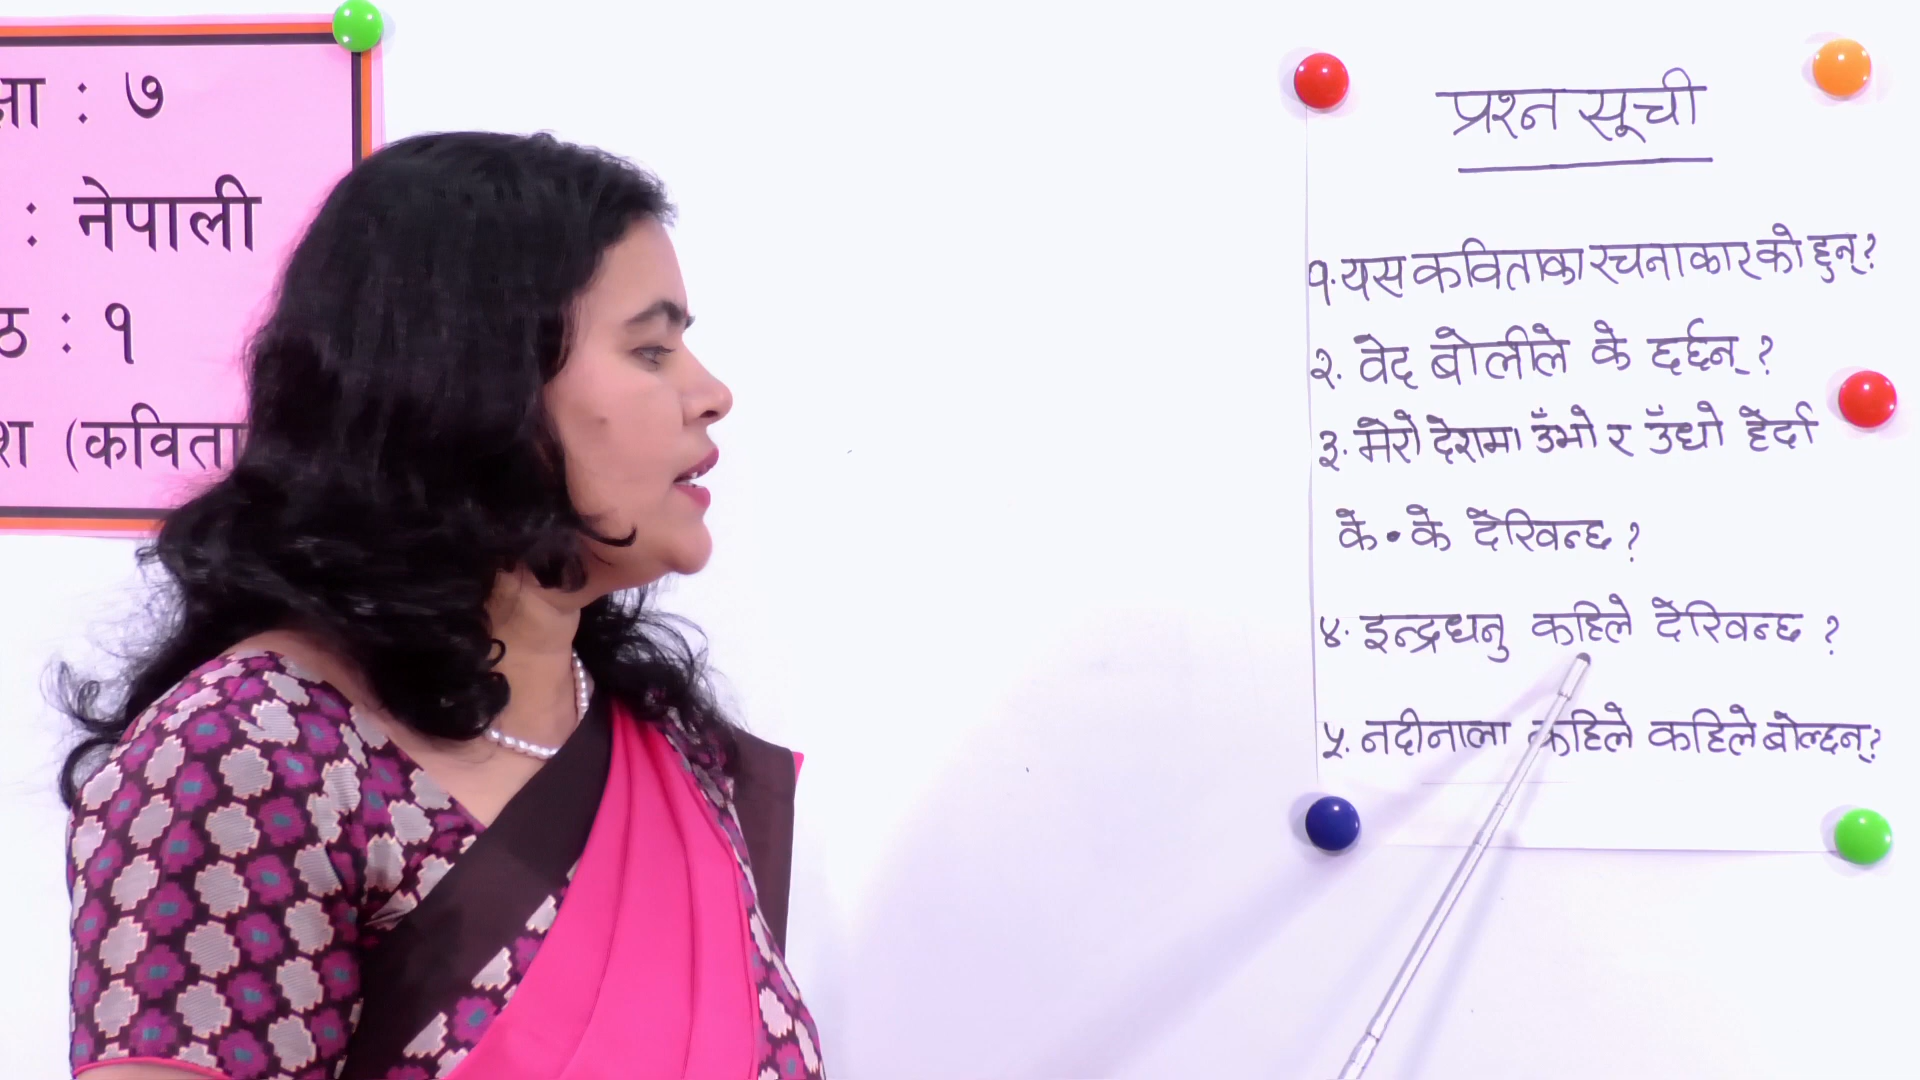 क्षा : ७
: नेपाली
ठ : १
श (कविता
प्रश्न सूची
१. यस कविताका रचनाकार को हुन्?
२. वेद बोलीले के छर्छन्?
३. मेरो देशमा उँभो र उँधो हेर्दा
के・के देखिन्छ?
४. इन्द्रधनु कहिले देखिन्छ?
५. नदीनाला कहिले कहिले बोल्छन्?